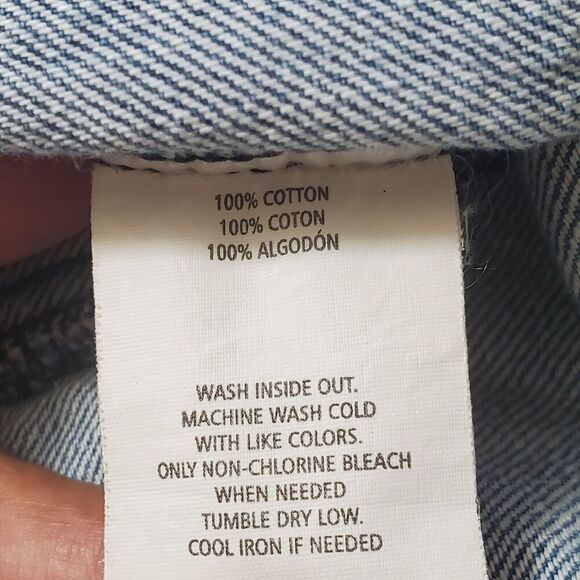 100% COTTON
100% COTON
100% ALGODÓN
WASH INSIDE OUT.
MACHINE WASH COLD
WITH LIKE COLORS.
ONLY NON-CHLORINE BLEACH
WHEN NEEDED
TUMBLE DRY LOW.
COOL IRON IF NEEDED